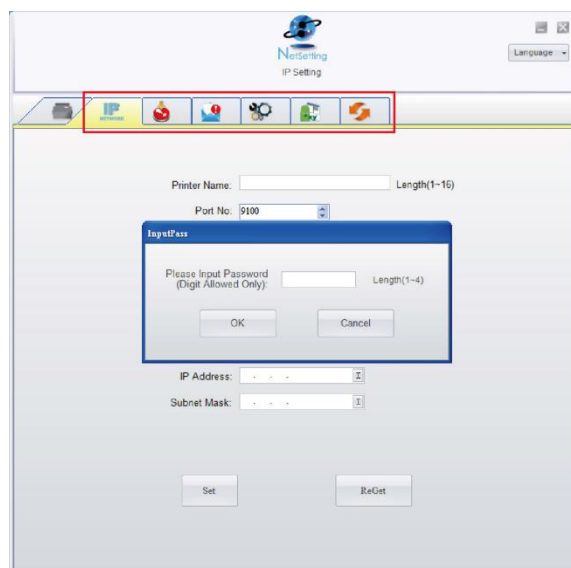 NetSetting
IP Setting
Language
IP
NETWORK
Printer Name: Length(1~16)
Port No: 9100
InputPass
Please Input Password
(Digit Allowed Only): Length(1~4)
OK Cancel
IP Address: . . .
Subnet Mask: . . .
Set ReGet